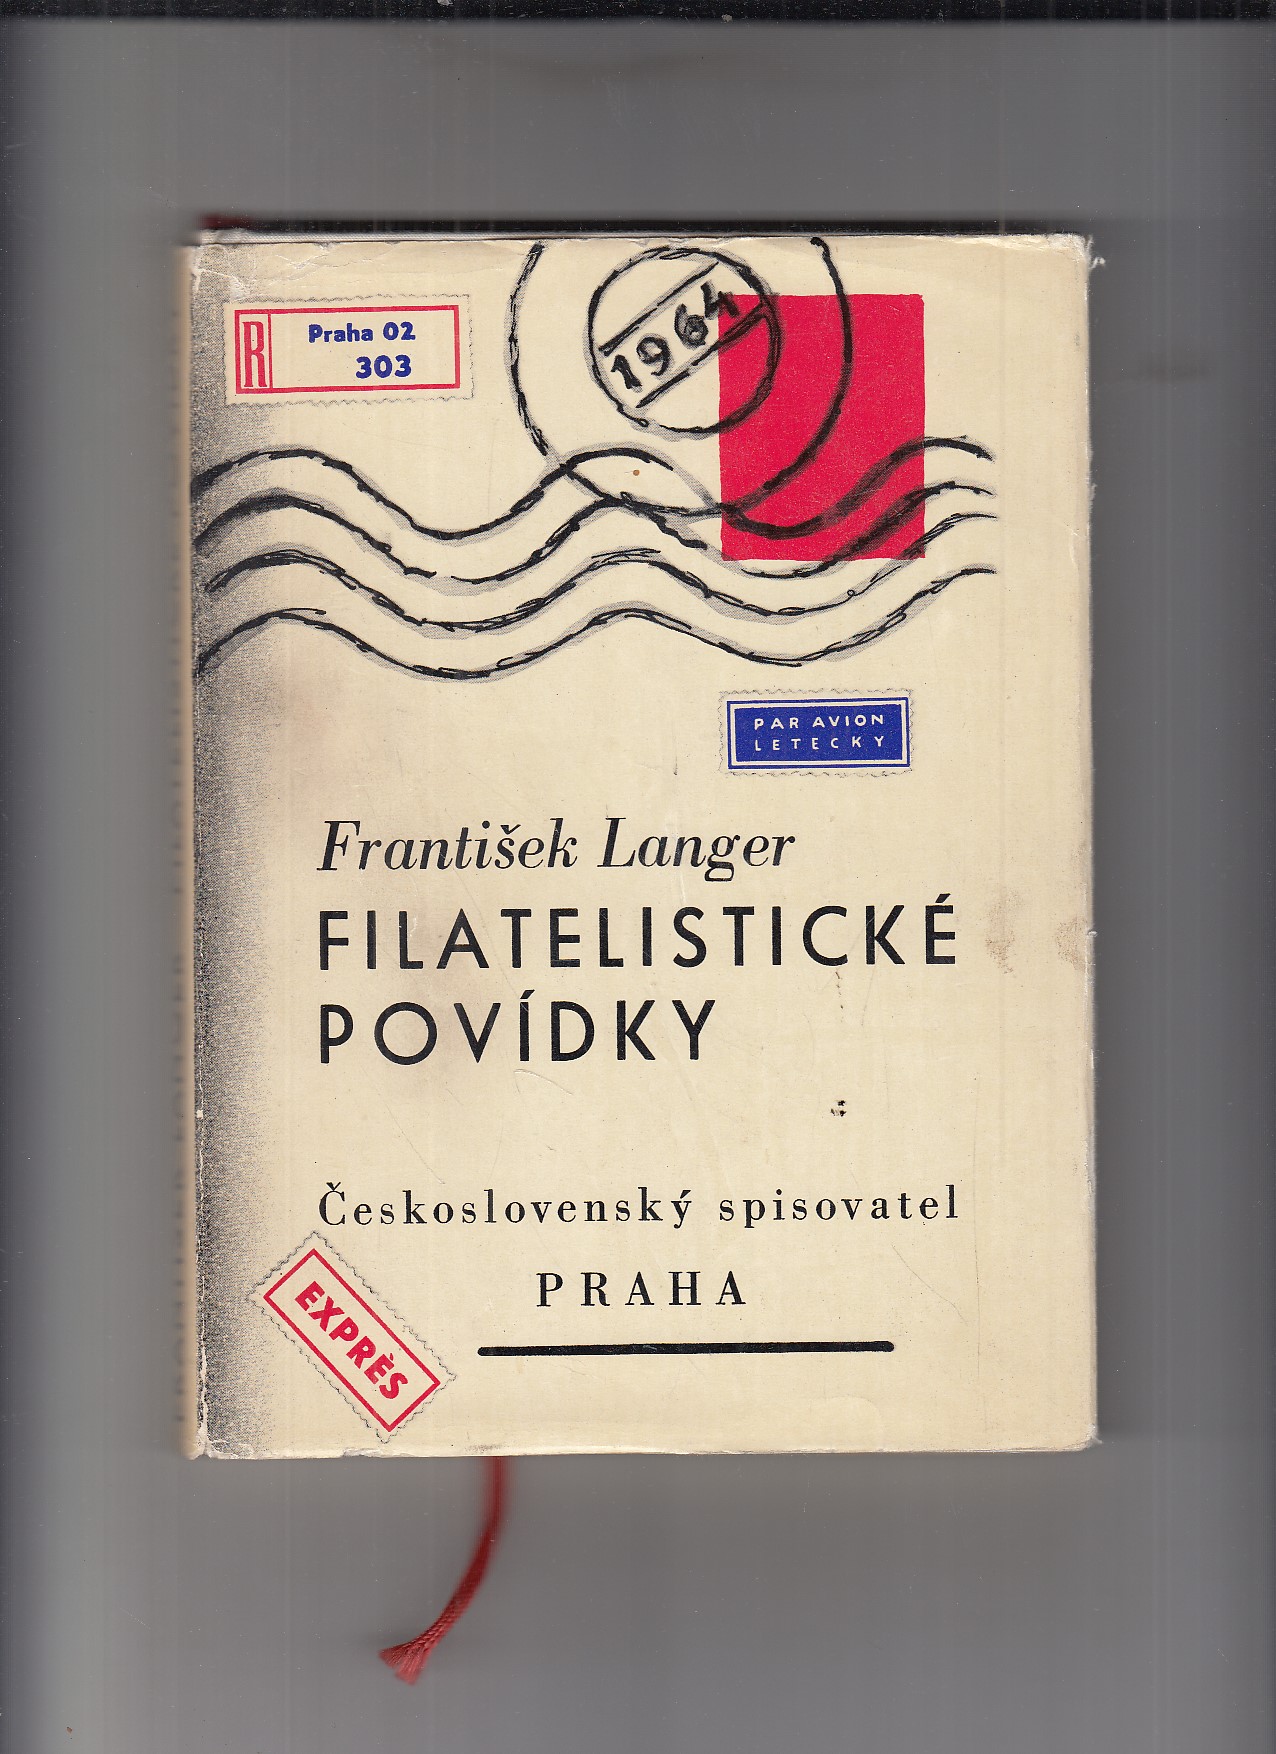 1964
R
Praha 02
303
PAR AVION
LETECKY
František Langer
FILATELISTICKÉ
POVÍDKY
Československý spisovatel
PRAHA
EXPRÈS